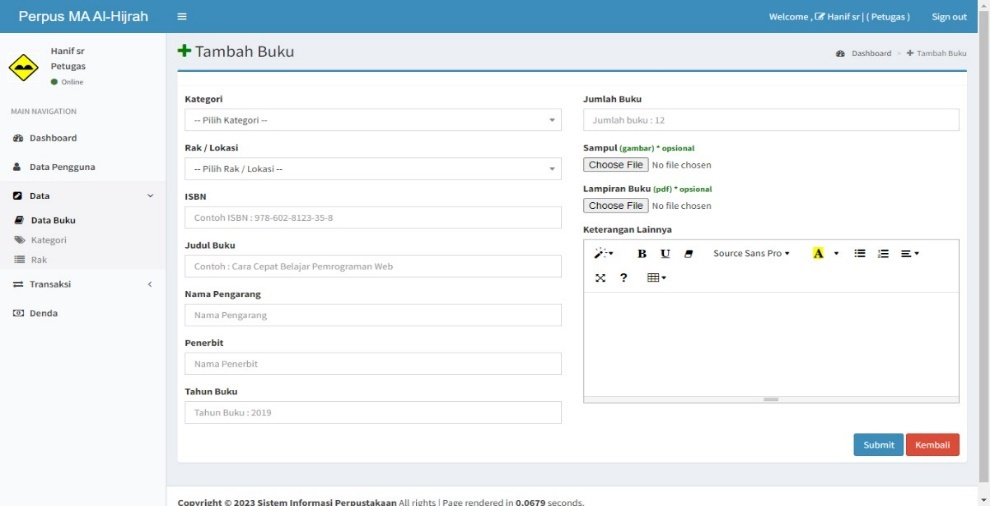 Perpus MA Al-Hijrah
Welcome , Hanif sr | ( Petugas ) Sign out
Hanif sr
Petugas
Online
MAIN NAVIGATION
Dashboard
Data Pengguna
Data
Data Buku
Kategori
Rak
Transaksi
Denda
Tambah Buku
Dashboard > Tambah Buku
Kategori
-- Pilih Kategori --
Rak / Lokasi
-- Pilih Rak / Lokasi --
ISBN
Contoh ISBN : 978-602-8123-35-8
Judul Buku
Contoh : Cara Cepat Belajar Pemrograman Web
Nama Pengarang
Nama Pengarang
Penerbit
Nama Penerbit
Tahun Buku
Tahun Buku : 2019
Jumlah Buku
Jumlah buku : 12
Sampul (gambar) * opsional
Choose File No file chosen
Lampiran Buku (pdf) * opsional
Choose File No file chosen
Keterangan Lainnya
B U Source Sans Pro A
?
Submit Kembali
Copyright © 2023 Sistem Informasi Perpustakaan All rights | Page rendered in 0.0679 seconds.